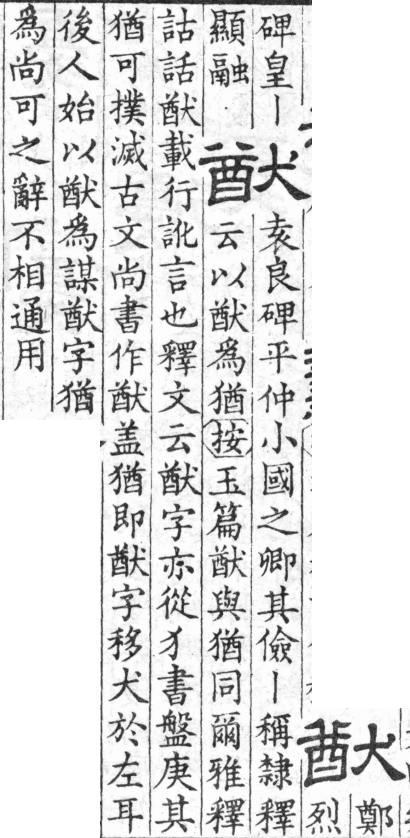 猷
鄭
烈
碑皇丨
顯融
猷
袁良碑平仲小國之卿其儉丨稱隸釋
云以猷爲猶按玉篇猷與猶同爾雅釋
詁話猷載行訛言也釋文云猷字亦從犭書盤庚其
猶可撲滅古文尚書作猷盖猶即猷字移犬於左耳
後人始以猷爲謀猷字猶
爲尚可之辭不相通用